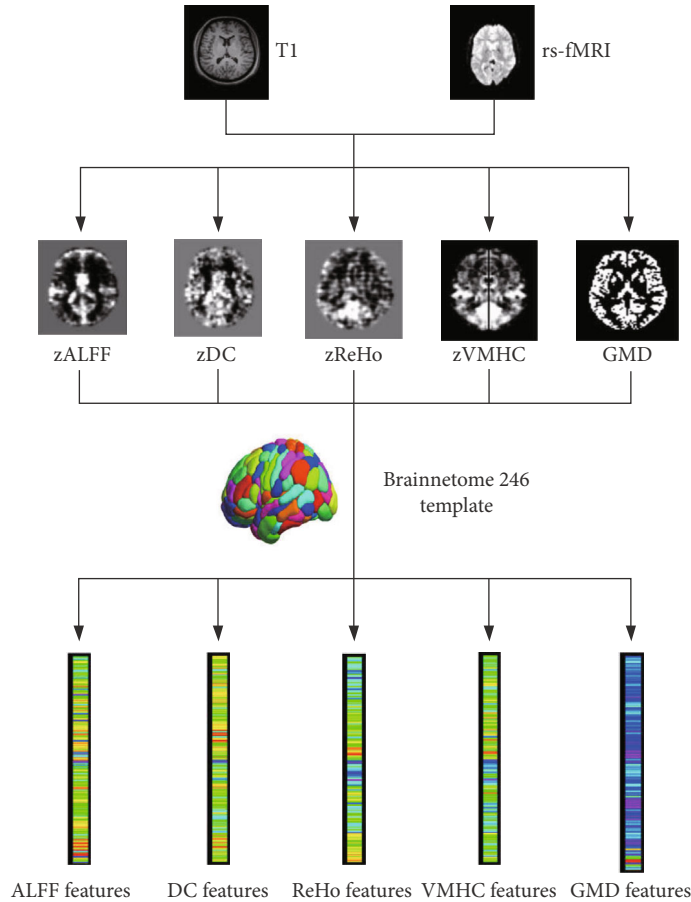 T1
rs-fMRI
zALFF
zDC
zReHo
zVMHC
GMD
Brainnetome 246
template
ALFF features
DC features
ReHo features
VMHC features
GMD features